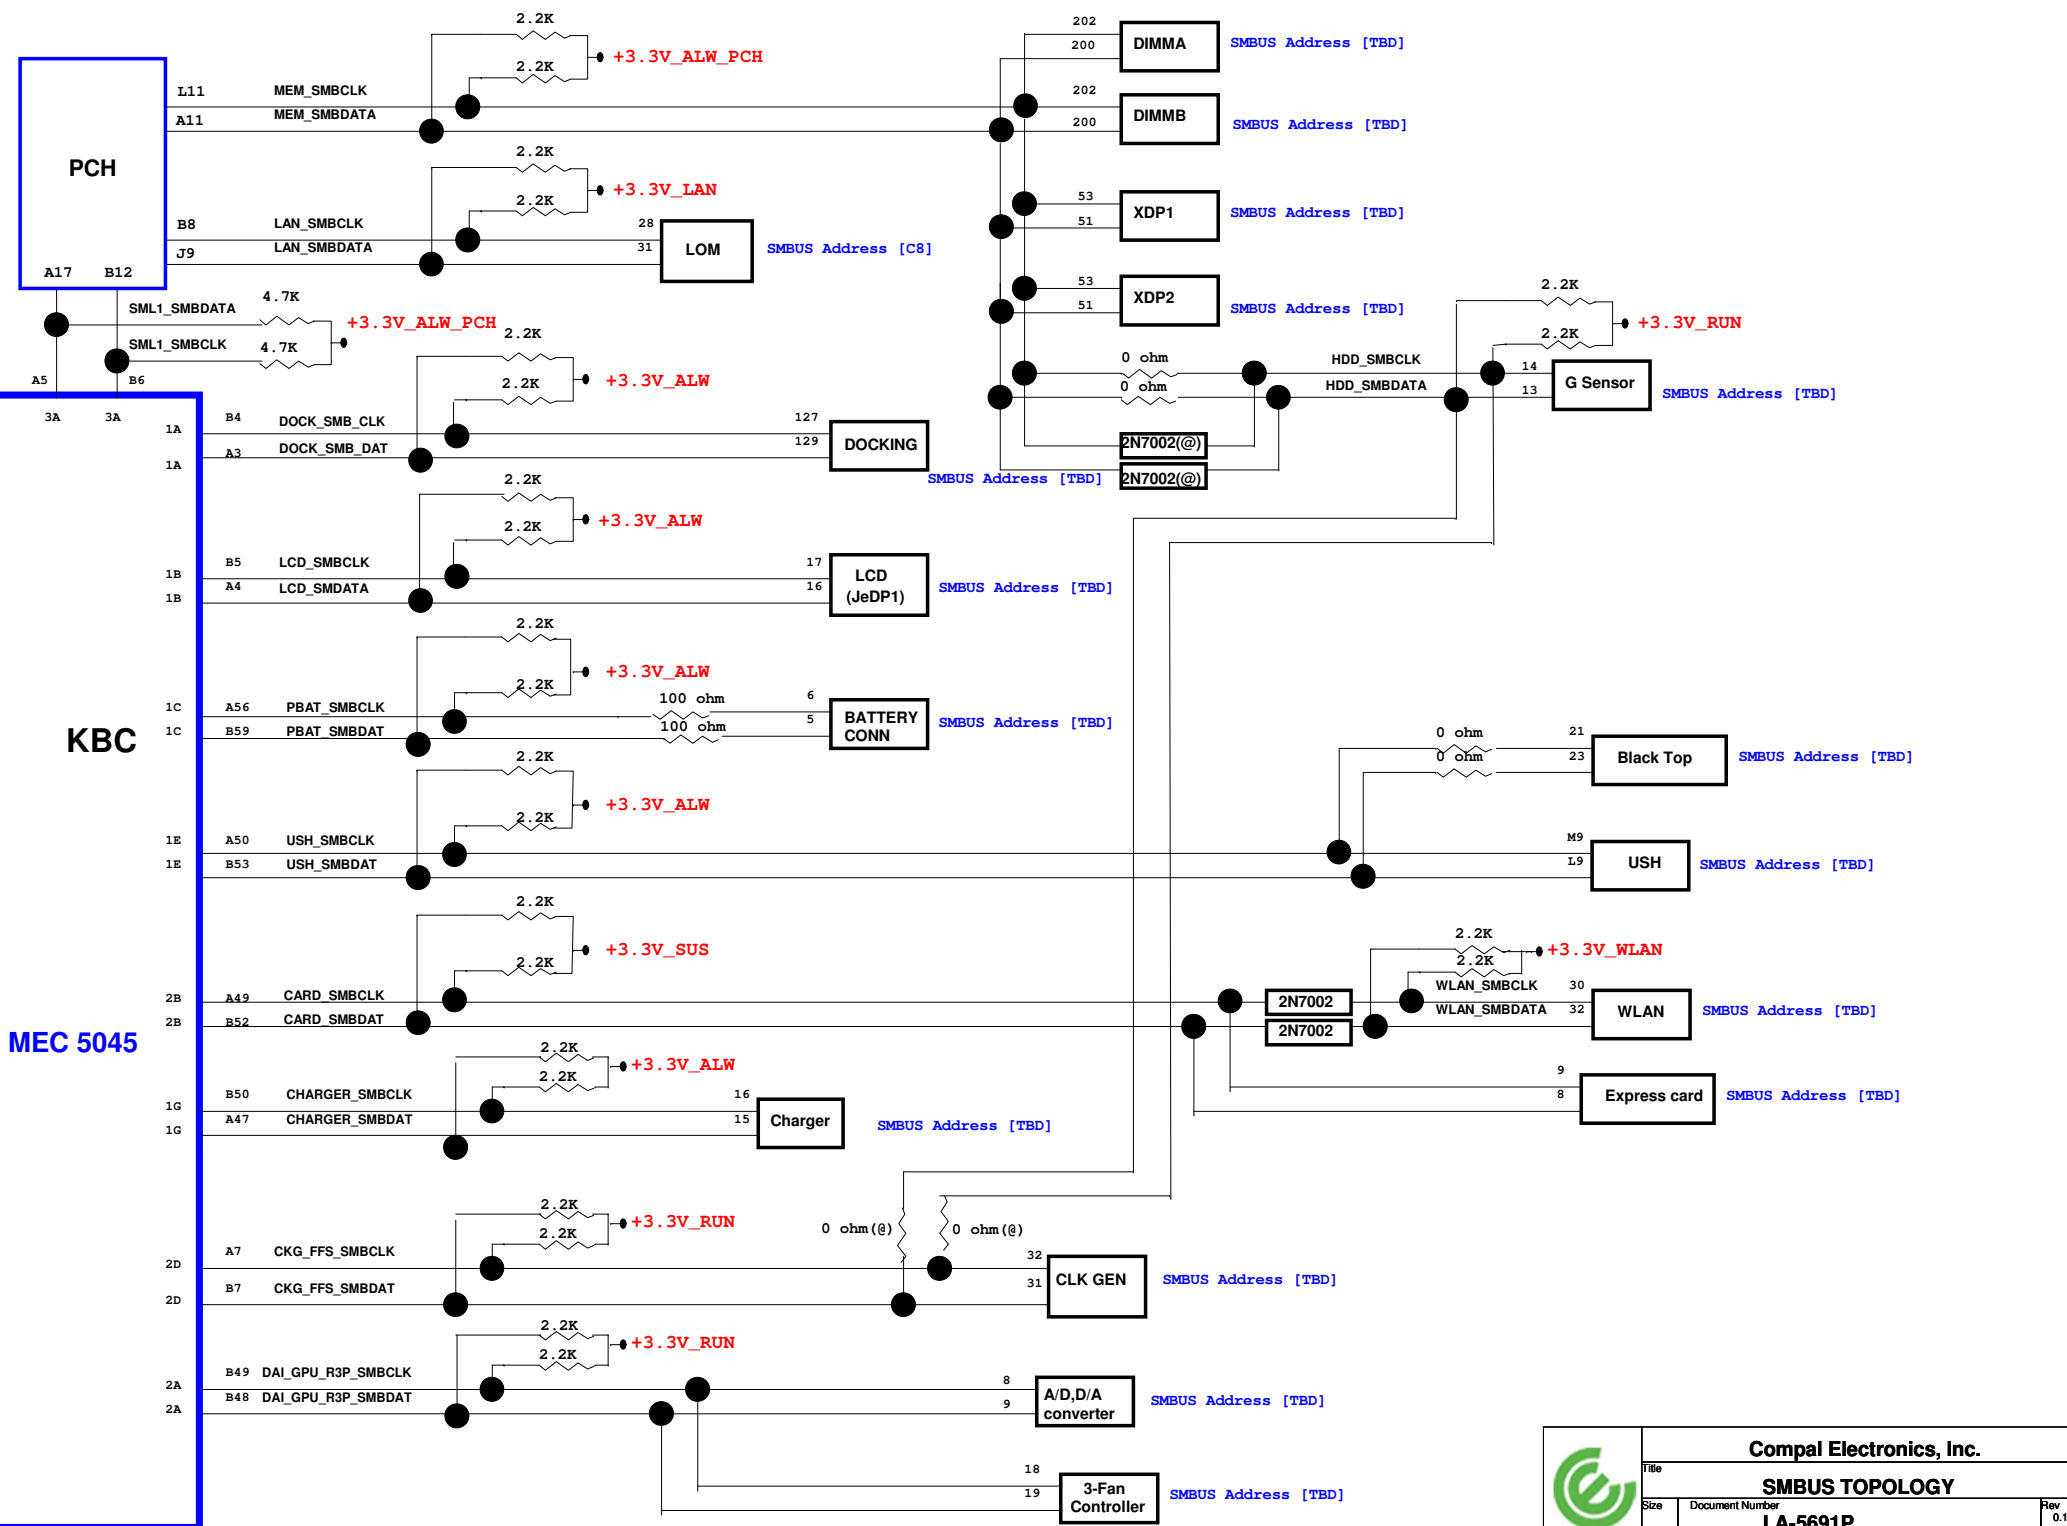 2.2K
2.2K
+3.3V_ALW_PCH
L11 MEM_SMBCLK
A11 MEM_SMBDATA
202
200
DIMMA
SMBUS Address [TBD]
202
200
DIMMB
SMBUS Address [TBD]
PCH
2.2K
2.2K
+3.3V_LAN
B8 LAN_SMBCLK
J9 LAN_SMBDATA
28
31
LOM
SMBUS Address [C8]
53
51
XDP1
SMBUS Address [TBD]
53
51
XDP2
SMBUS Address [TBD]
A17 B12
SML1_SMBDATA
4.7K
+3.3V_ALW_PCH
SML1_SMBCLK
4.7K
A5 B6
3A 3A
2.2K
2.2K
+3.3V_RUN
0 ohm
0 ohm
HDD_SMBCLK
HDD_SMBDATA
14
13
G Sensor
SMBUS Address [TBD]
2N7002(@)
2N7002(@)
2.2K
2.2K
+3.3V_ALW
1A B4 DOCK_SMB_CLK
1A A3 DOCK_SMB_DAT
127
129
DOCKING
SMBUS Address [TBD]
2.2K
2.2K
+3.3V_ALW
1B B5 LCD_SMBCLK
1B A4 LCD_SMDATA
17
16
LCD
(JeDP1)
SMBUS Address [TBD]
2.2K
2.2K
+3.3V_ALW
KBC
1C A56 PBAT_SMBCLK
1C B59 PBAT_SMBDAT
100 ohm
100 ohm
6
5
BATTERY
CONN
SMBUS Address [TBD]
2.2K
2.2K
+3.3V_ALW
0 ohm
0 ohm
21
23
Black Top
SMBUS Address [TBD]
1E A50 USH_SMBCLK
1E B53 USH_SMBDAT
M9
L9
USH
SMBUS Address [TBD]
2.2K
2.2K
+3.3V_SUS
2.2K
2.2K
+3.3V_WLAN
2B A49 CARD_SMBCLK
2B B52 CARD_SMBDAT
2N7002
2N7002
WLAN_SMBCLK
WLAN_SMBDATA
30
32
WLAN
SMBUS Address [TBD]
MEC 5045
9
8
Express card
SMBUS Address [TBD]
2.2K
2.2K
+3.3V_ALW
1G B50 CHARGER_SMBCLK
1G A47 CHARGER_SMBDAT
16
15
Charger
SMBUS Address [TBD]
2.2K
2.2K
+3.3V_RUN
0 ohm(@)
0 ohm(@)
2D A7 CKG_FFS_SMBCLK
2D B7 CKG_FFS_SMBDAT
32
31
CLK GEN
SMBUS Address [TBD]
2.2K
2.2K
+3.3V_RUN
2A B49 DAI_GPU_R3P_SMBCLK
2A B48 DAI_GPU_R3P_SMBDAT
8
9
A/D,D/A
converter
SMBUS Address [TBD]
18
19
3-Fan
Controller
SMBUS Address [TBD]
Compal Electronics, Inc.
Title
SMBUS TOPOLOGY
Size Document Number Rev
LA-5691P 0.1